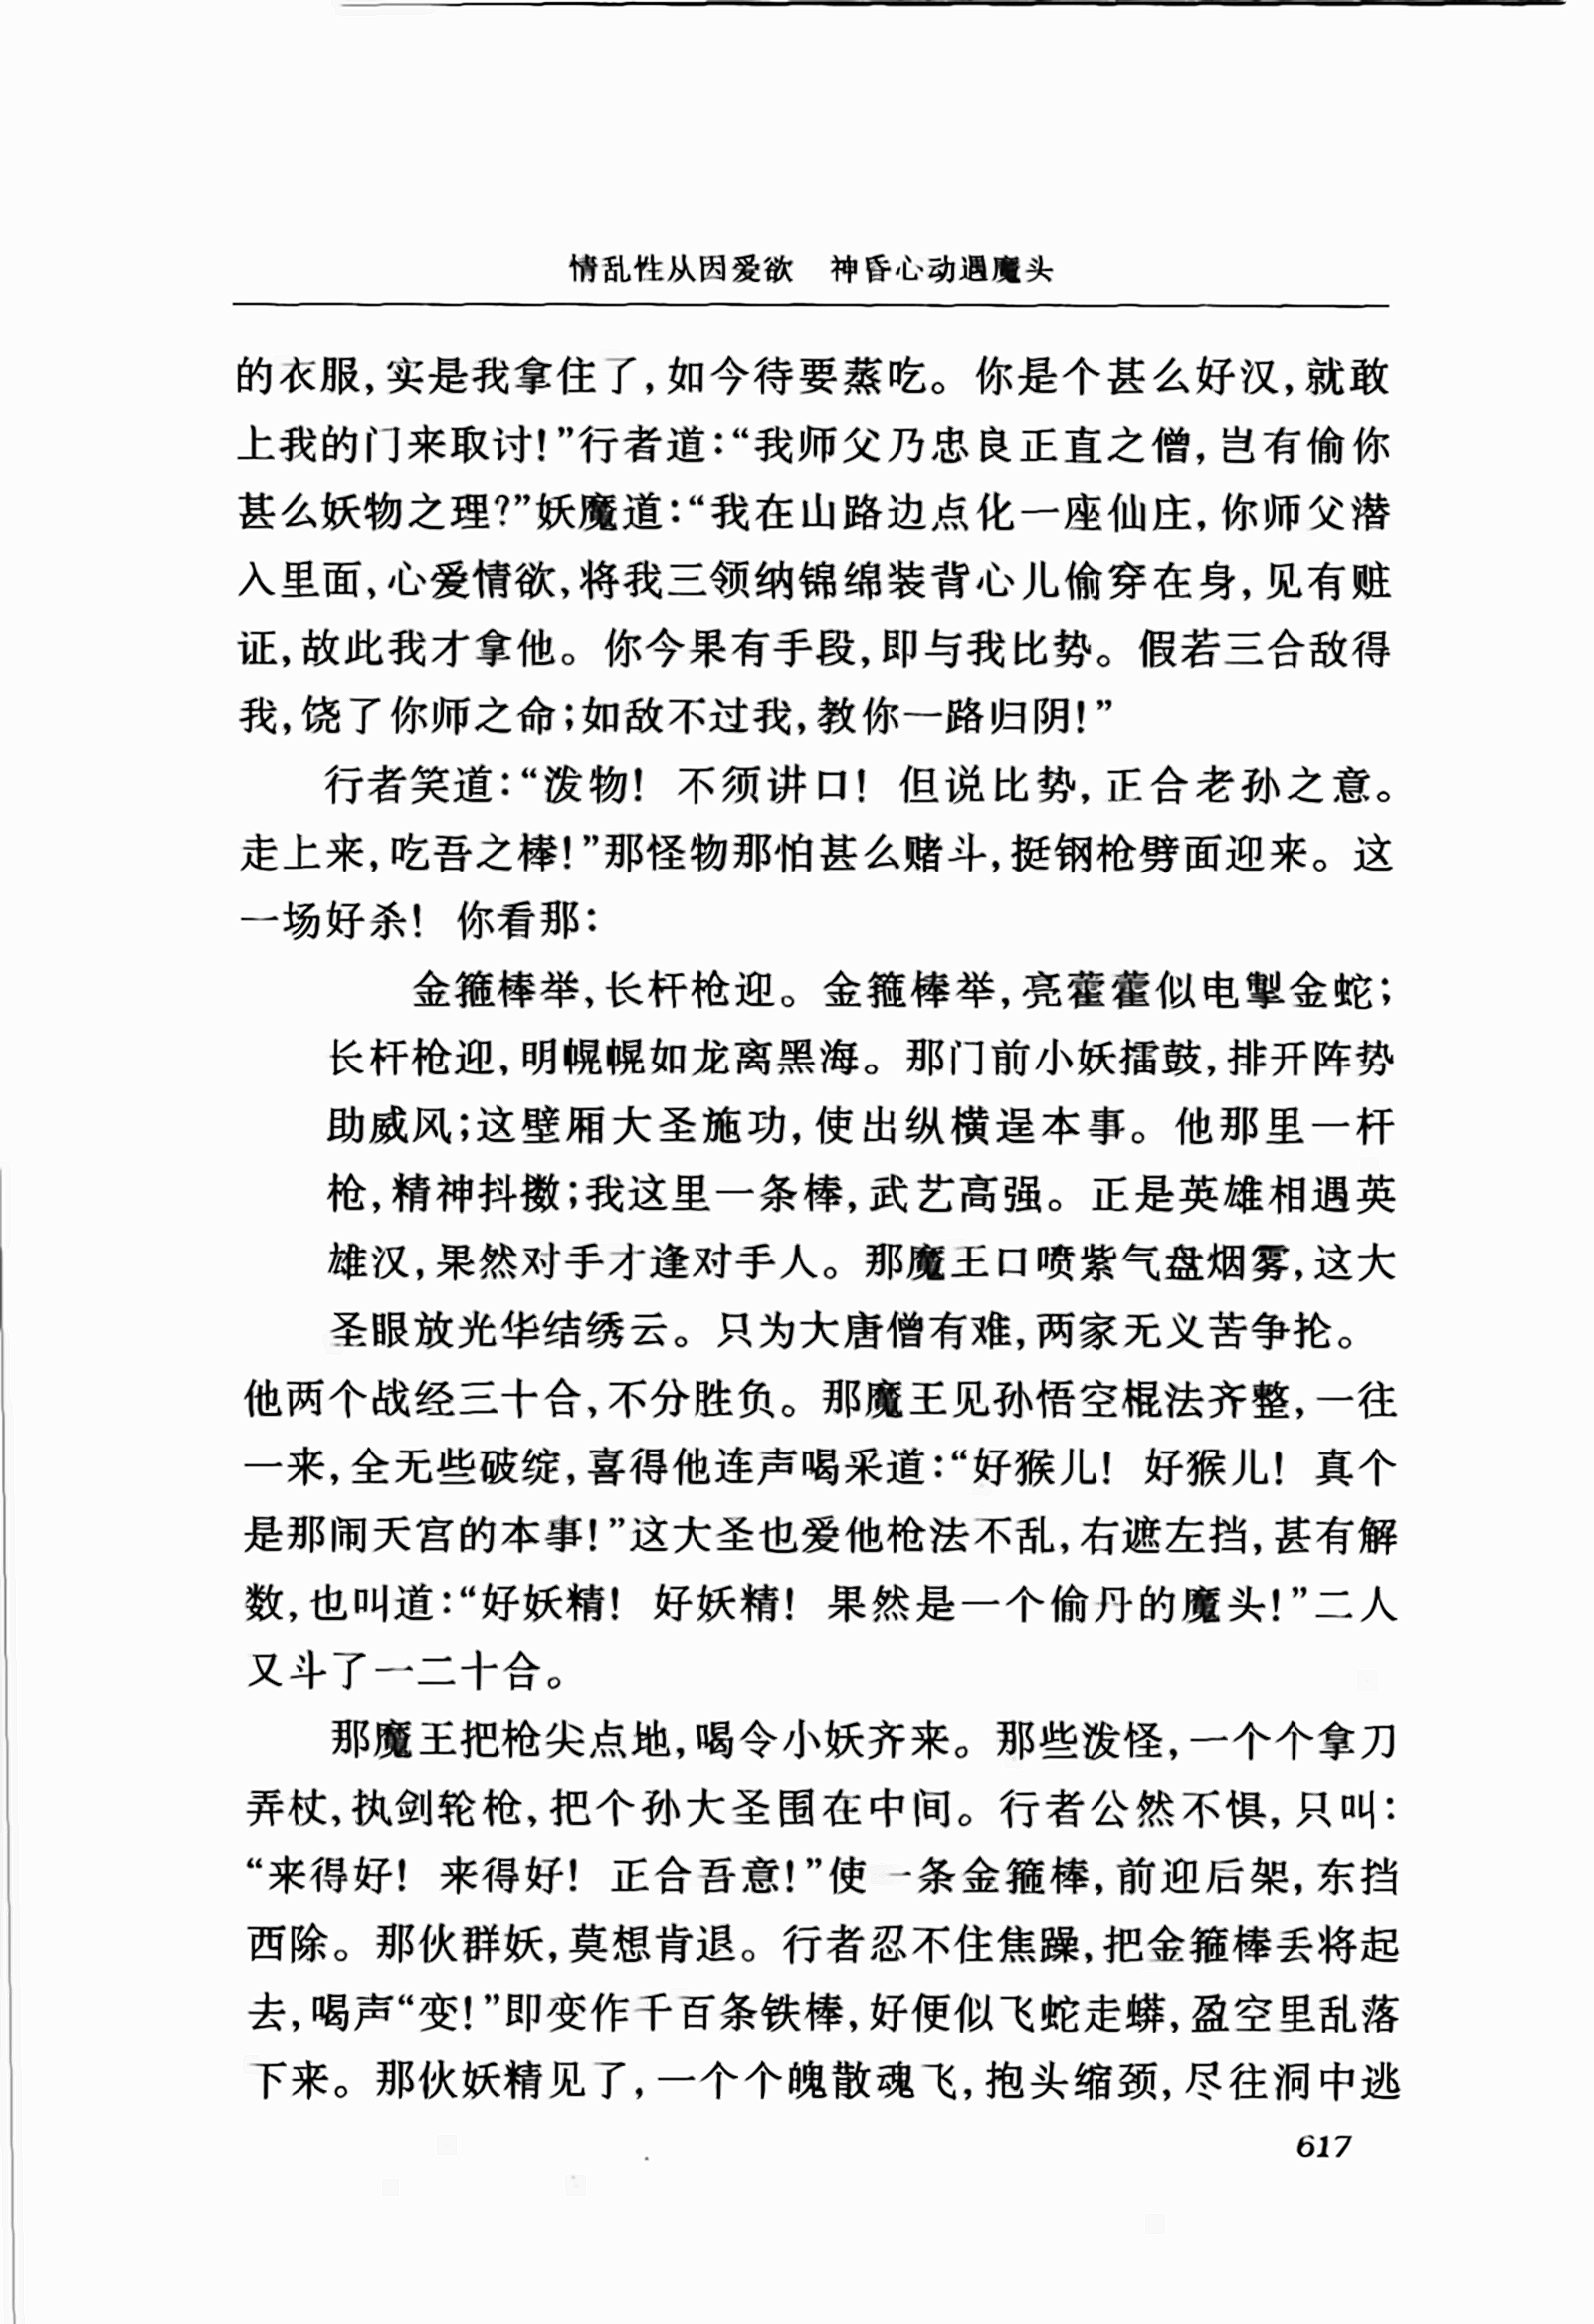 情乱性从因爱欲　神昏心动遇魔头
的衣服,实是我拿住了,如今待要蒸吃。你是个甚么好汉,就敢
上我的门来取讨!”行者道:“我师父乃忠良正直之僧,岂有偷你
甚么妖物之理?”妖魔道:“我在山路边点化一座仙庄,你师父潜
入里面,心爱情欲,将我三领纳锦绵装背心儿偷穿在身,见有赃
证,故此我才拿他。你今果有手段,即与我比势。假若三合敌得
我,饶了你师之命;如敌不过我,教你一路归阴!”
行者笑道:“泼物! 不须讲口! 但说比势,正合老孙之意。
走上来,吃吾之棒!”那怪物那怕甚么赌斗,挺钢枪劈面迎来。这
一场好杀! 你看那:
金箍棒举,长杆枪迎。金箍棒举,亮藿藿似电掣金蛇;
长杆枪迎,明幌幌如龙离黑海。那门前小妖擂鼓,排开阵势
助威风;这壁厢大圣施功,使出纵横逞本事。他那里一杆
枪,精神抖擞;我这里一条棒,武艺高强。正是英雄相遇英
雄汉,果然对手才逢对手人。那魔王口喷紫气盘烟雾,这大
圣眼放光华结绣云。只为大唐僧有难,两家无义苦争抡。
他两个战经三十合,不分胜负。那魔王见孙悟空棍法齐整,一往
一来,全无些破绽,喜得他连声喝采道:“好猴儿! 好猴儿! 真个
是那闹天宫的本事!”这大圣也爱他枪法不乱,右遮左挡,甚有解
数,也叫道:“好妖精! 好妖精! 果然是一个偷丹的魔头!”二人
又斗了一二十合。
那魔王把枪尖点地,喝令小妖齐来。那些泼怪,一个个拿刀
弄杖,执剑轮枪,把个孙大圣围在中间。行者公然不惧,只叫:
“来得好! 来得好! 正合吾意!”使一条金箍棒,前迎后架,东挡
西除。那伙群妖,莫想肯退。行者忍不住焦躁,把金箍棒丢将起
去,喝声“变!”即变作千百条铁棒,好便似飞蛇走蟒,盈空里乱落
下来。那伙妖精见了,一个个魄散魂飞,抱头缩颈,尽往洞中逃
617